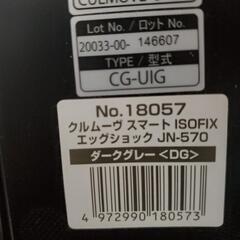 Lot No./ロット No.
20033-00- 146607
TYPE / 型式
CG-UIG
No.18057
クルムーヴ スマート ISOFIX
エッグショック JN-570
ダークグレー <DG>
4 972990 180573